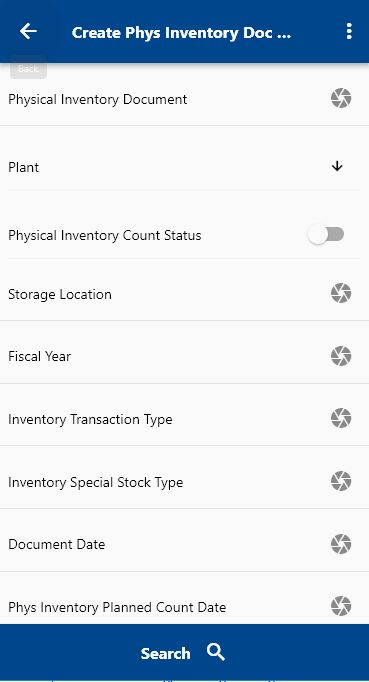 Create Phys Inventory Doc ...
Back
Physical Inventory Document
Plant
Physical Inventory Count Status
Storage Location
Fiscal Year
Inventory Transaction Type
Inventory Special Stock Type
Document Date
Phys Inventory Planned Count Date
Search